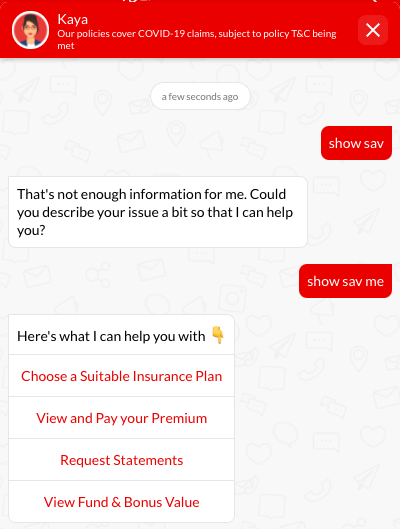 Kaya
Our policies cover COVID-19 claims, subject to policy T&C being
met
a few seconds ago
show sav
That's not enough information for me. Could
you describe your issue a bit so that I can help
you?
show sav me
Here's what I can help you with 👇
Choose a Suitable Insurance Plan
View and Pay your Premium
Request Statements
View Fund & Bonus Value